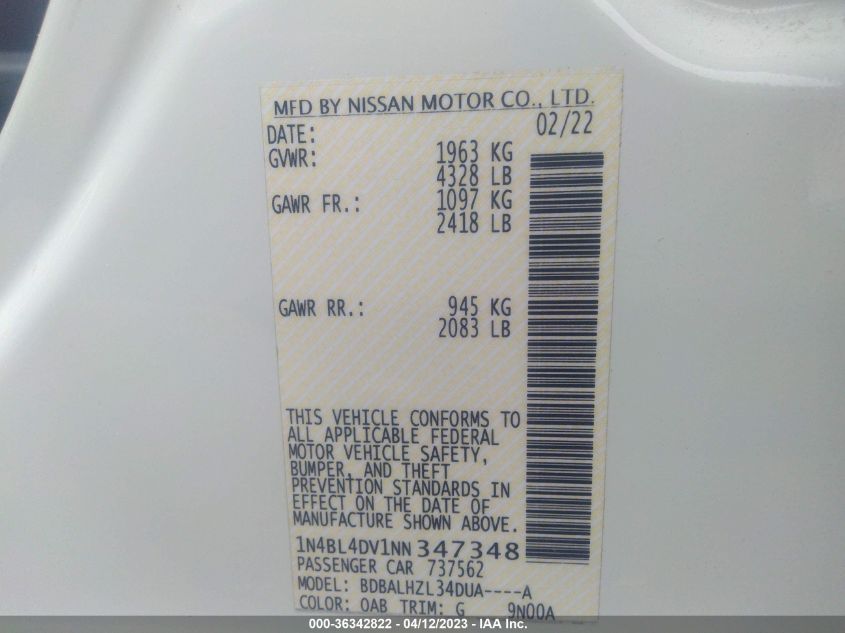 MFD BY NISSAN MOTOR CO., LTD.
DATE: 02/22
GVWR: 1963 KG
4328 LB
GAWR FR.: 1097 KG
2418 LB
GAWR RR.: 945 KG
2083 LB
THIS VEHICLE CONFORMS TO
ALL APPLICABLE FEDERAL
MOTOR VEHICLE SAFETY,
BUMPER, AND THEFT
PREVENTION STANDARDS IN
EFFECT ON THE DATE OF
MANUFACTURE SHOWN ABOVE.
1N4BL4DV1NN347348
PASSENGER CAR 737562
MODEL: BDBALHZL34DUA----A
COLOR: QAB TRIM: G 9N00A
000-36342822 - 04/12/2023 - IAA Inc.